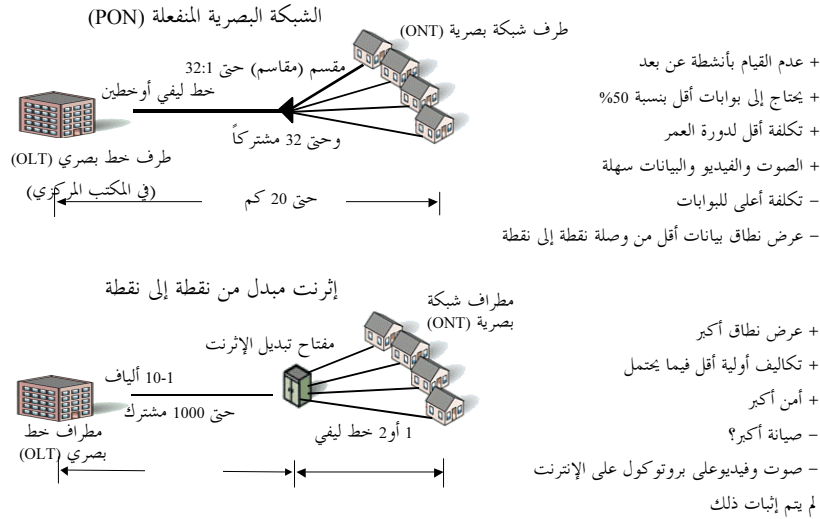 الشبكة البصرية المنفعلة (PON)
طرف شبكة بصرية (ONT)
مقسم (مقاسم) حتى 32:1
خط ليفي أوخطين
وحتى 32 مشتركاً
طرف خط بصري (OLT)
(في المكتب المركزي)
حتى 20 كم
+ عدم القيام بأنشطة عن بعد
+ يحتاج إلى بوابات أقل بنسبة 50%
+ تكلفة أقل لدورة العمر
+ الصوت والفيديو والبيانات سهلة
– تكلفة أعلى للبوابات
– عرض نطاق بيانات أقل من وصلة نقطة إلى نقطة
إثرنت مبدل من نقطة إلى نقطة
مطراف شبكة
بصرية (ONT)
مفتاح تبديل الإثرنت
10-1 ألياف
حتى 1000 مشترك
1 أو2 خط ليفي
مطراف خط
بصري (OLT)
+ عرض نطاق أكبر
+ تكاليف أولية أقل فيما يحتمل
+ أمن أكبر
– صيانة أكبر؟
– صوت وفيديوعلى بروتوكول على الإنترنت
لم يتم إثبات ذلك